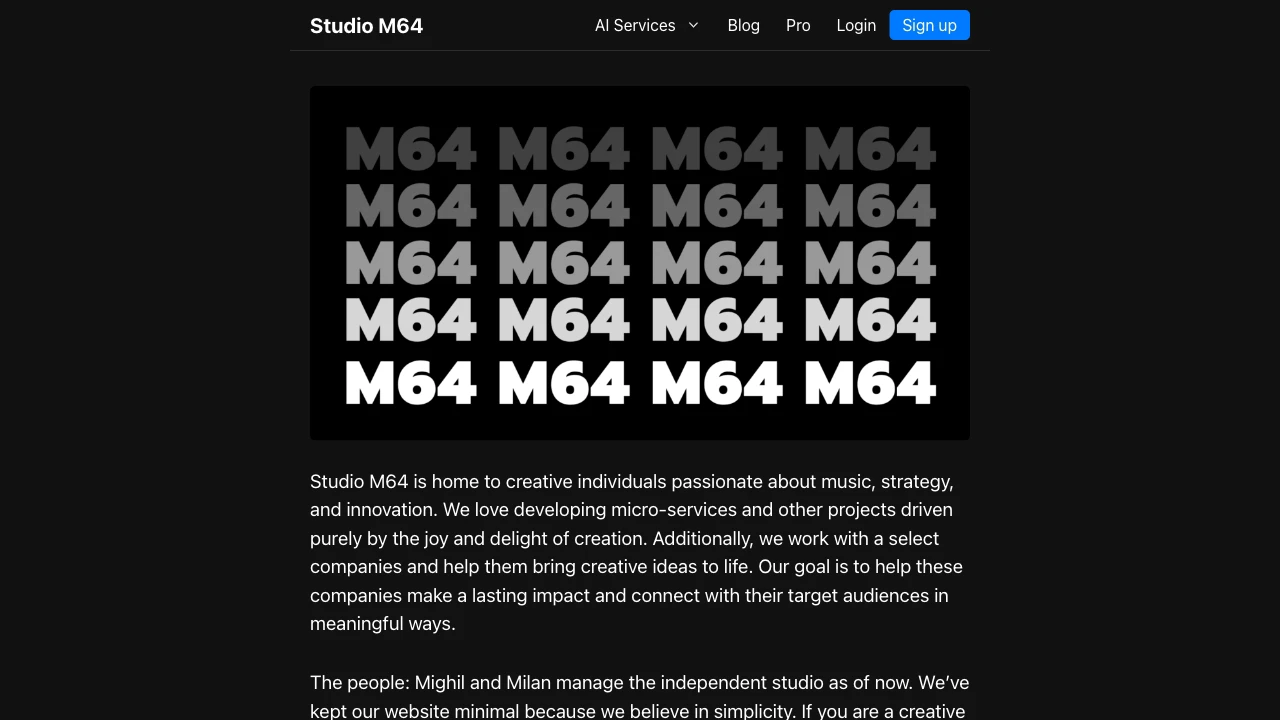 Studio M64
AI Services
Blog
Pro
Login
Sign up
M64 M64 M64 M64
M64 M64 M64 M64
M64 M64 M64 M64
M64 M64 M64 M64
M64 M64 M64 M64
Studio M64 is home to creative individuals passionate about music, strategy,
and innovation. We love developing micro-services and other projects driven
purely by the joy and delight of creation. Additionally, we work with a select
companies and help them bring creative ideas to life. Our goal is to help these
companies make a lasting impact and connect with their target audiences in
meaningful ways.
The people: Mighil and Milan manage the independent studio as of now. We’ve
kept our website minimal because we believe in simplicity. If you are a creative